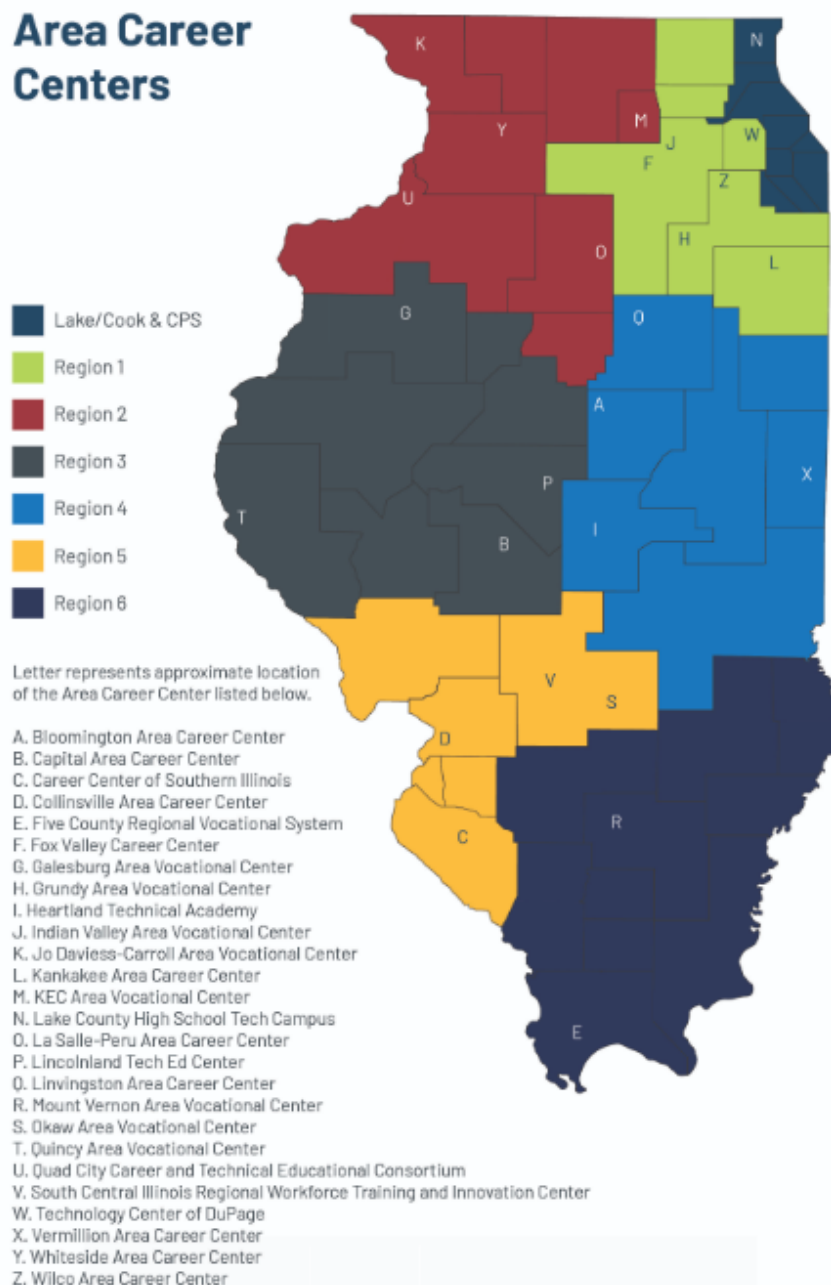 Area Career
Centers
K
N
M
Y
J
W
F
Z
U
O
H
L
G
Q
A
P
X
T
B
I
V
S
D
C
R
E
Lake/Cook & CPS
Region 1
Region 2
Region 3
Region 4
Region 5
Region 6
Letter represents approximate location
of the Area Career Center listed below.
A. Bloomington Area Career Center
B. Capital Area Career Center
C. Career Center of Southern Illinois
D. Collinsville Area Career Center
E. Five County Regional Vocational System
F. Fox Valley Career Center
G. Galesburg Area Vocational Center
H. Grundy Area Vocational Center
I. Heartland Technical Academy
J. Indian Valley Area Vocational Center
K. Jo Daviess-Carroll Area Vocational Center
L. Kankakee Area Career Center
M. KEC Area Vocational Center
N. Lake County High School Tech Campus
O. La Salle-Peru Area Career Center
P. Lincolnland Tech Ed Center
Q. Linvingston Area Career Center
R. Mount Vernon Area Vocational Center
S. Okaw Area Vocational Center
T. Quincy Area Vocational Center
U. Quad City Career and Technical Educational Consortium
V. South Central Illinois Regional Workforce Training and Innovation Center
W. Technology Center of DuPage
X. Vermillion Area Career Center
Y. Whiteside Area Career Center
Z. Wilco Area Career Center